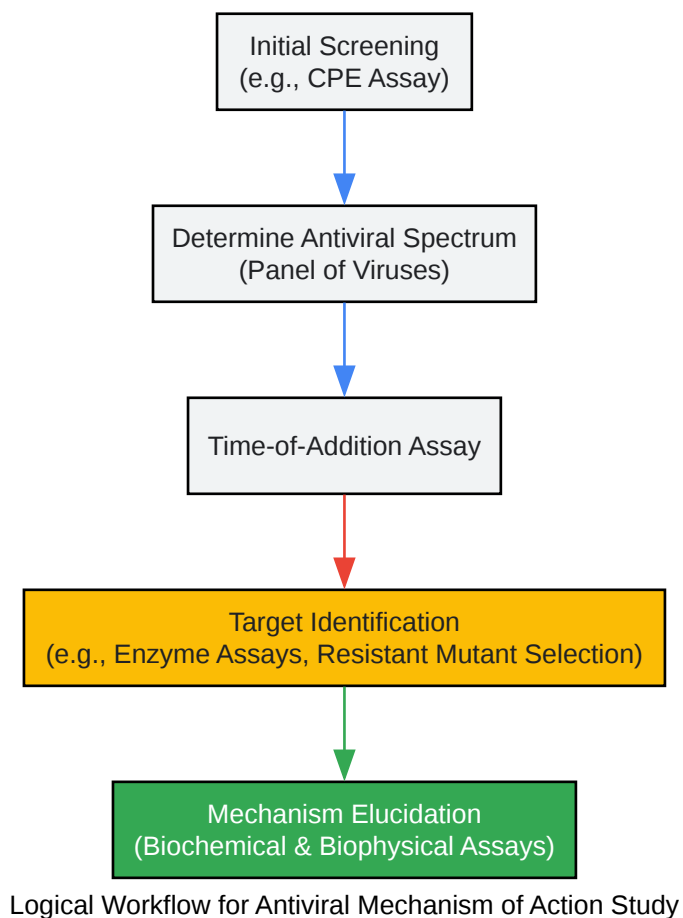 Initial Screening
(e.g., CPE Assay)
Determine Antiviral Spectrum
(Panel of Viruses)
Time-of-Addition Assay
Target Identification
(e.g., Enzyme Assays, Resistant Mutant Selection)
Mechanism Elucidation
(Biochemical & Biophysical Assays)
Logical Workflow for Antiviral Mechanism of Action Study